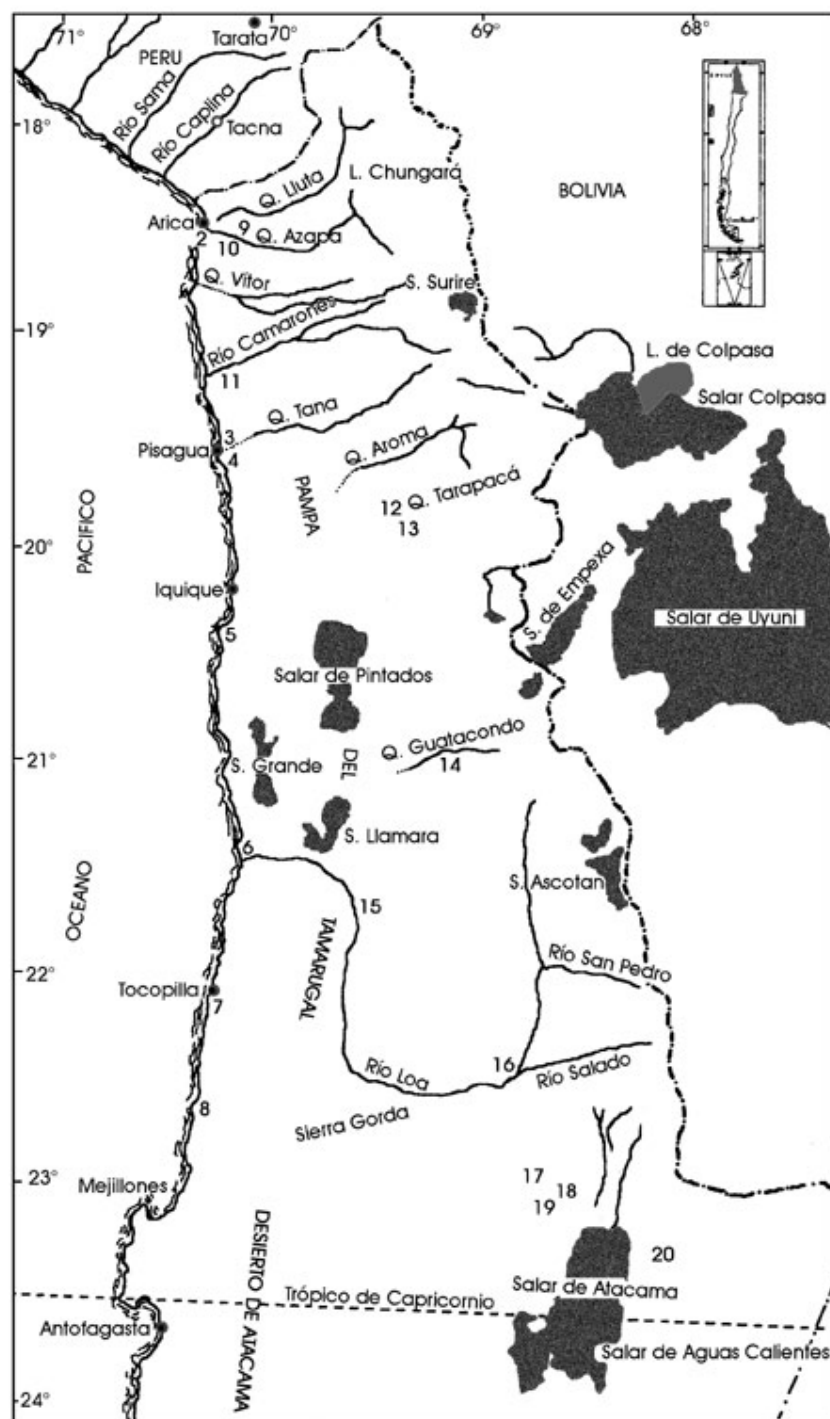 71°
70°
69°
68°
Tarata
PERU
Río Sama
Río Caplina
Tacna
18°
Q. Lluta
L. Chungará
BOLIVIA
Arica
2
9
10
Q. Azapa
Q. Vitor
S. Surire
19°
Río Camarones
11
L. de Colpasa
Salar Colpasa
Q. Tana
3
Pisagua
4
Q. Aroma
PAMPA
12
Q. Tarapacá
13
PACIFICO
20°
Iquique
5
S. de Empexa
Salar de Uyuni
Salar de Pintados
Q. Guatacondo
14
21°
S. Grande
DEL
S. Llamara
6
OCEANO
15
S. Ascotan
TAMARUGAL
22°
Río San Pedro
Tocopilla
7
16
Río Loa
Río Salado
8
Sierra Gorda
23°
Mejillones
17
18
19
20
DESIERTO DE ATACAMA
Salar de Atacama
Trópico de Capricornio
Antofagasta
Salar de Aguas Calientes
24°